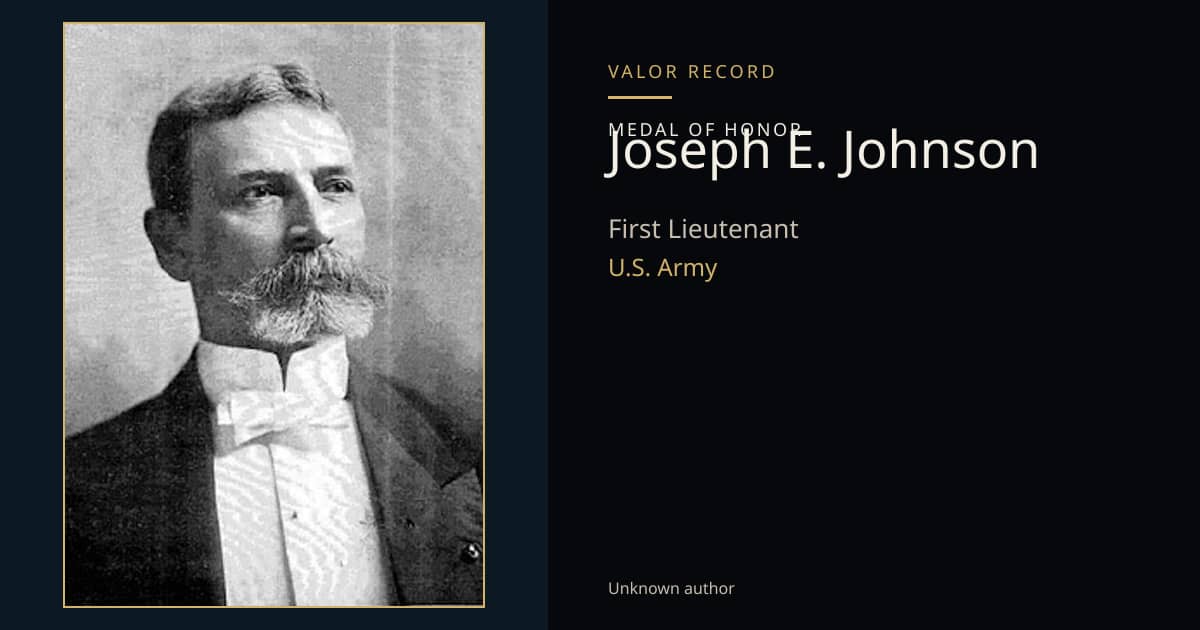 VALOR RECORD
MEDAL OF HONOR
Joseph E. Johnson
First Lieutenant
U.S. Army
Unknown author